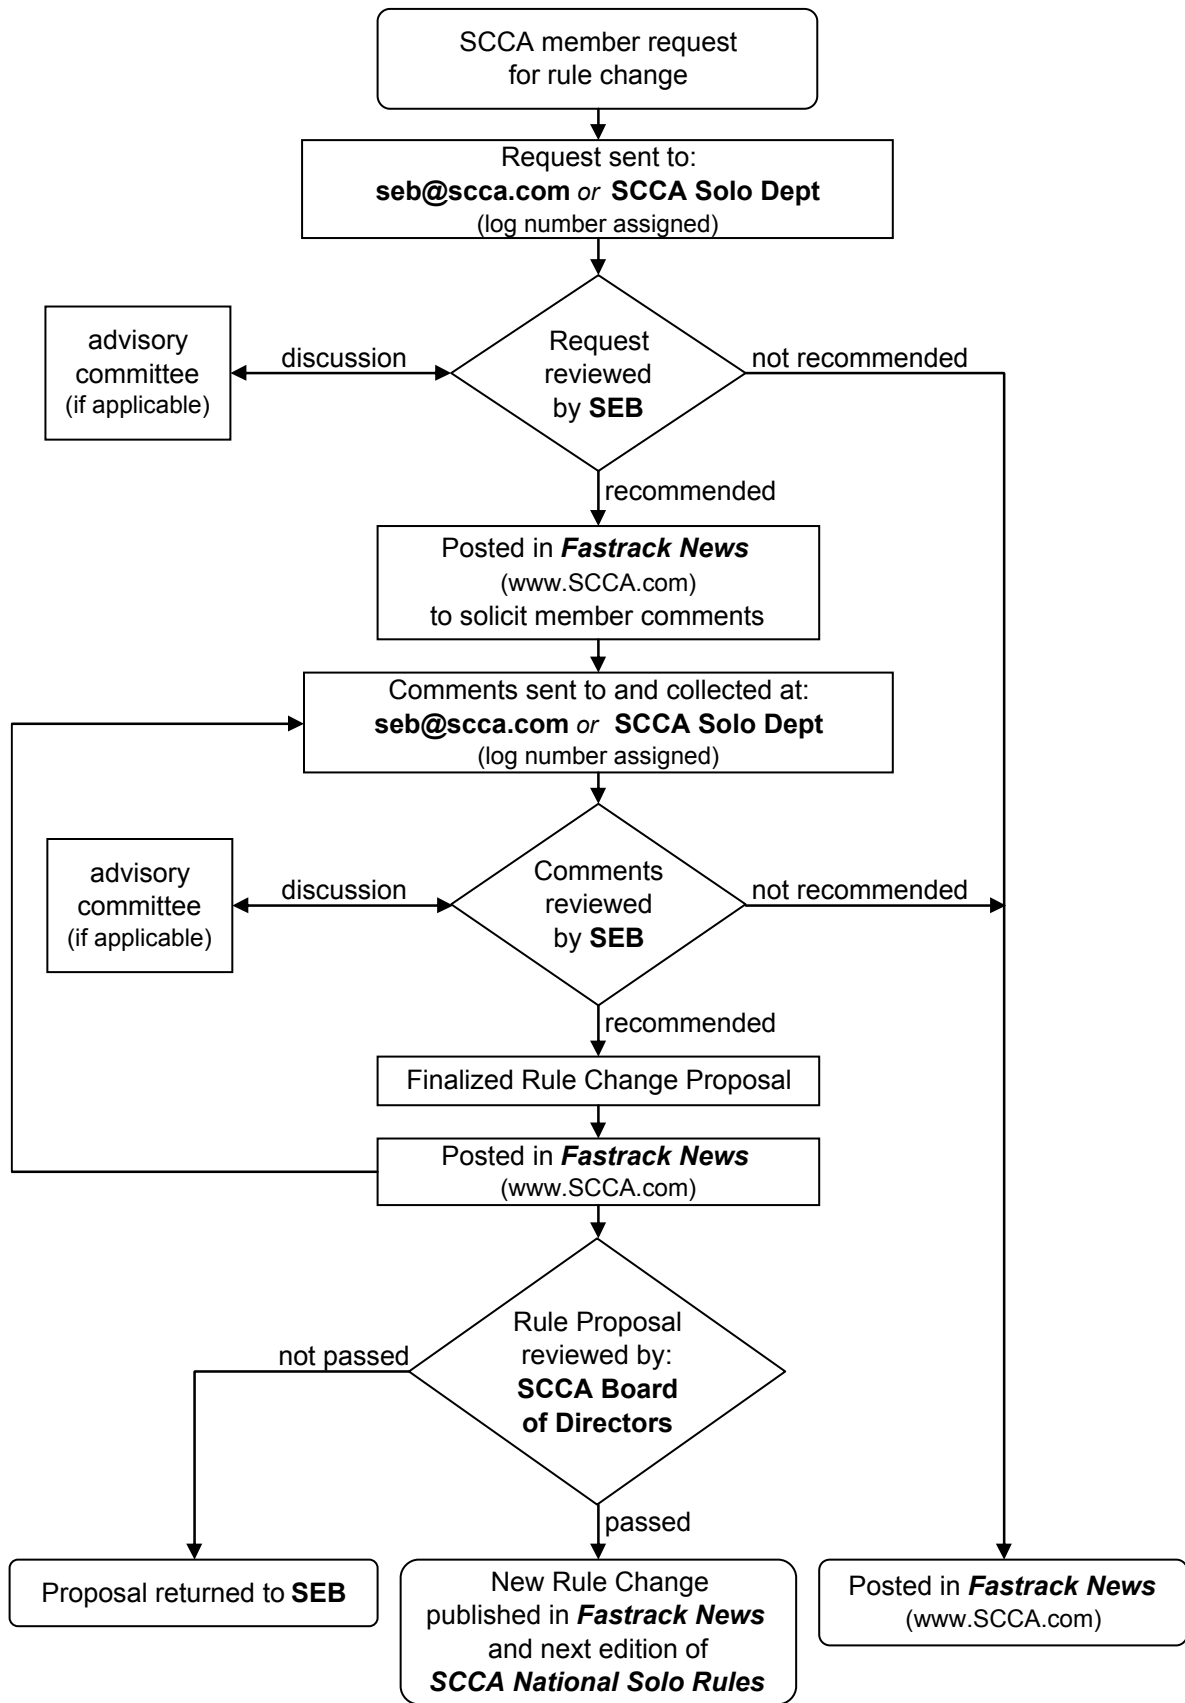 SCCA member request
for rule change
Request sent to:
seb@scca.com or SCCA Solo Dept
(log number assigned)
advisory
committee
(if applicable)
discussion
Request
reviewed
by SEB
not recommended
recommended
Posted in Fastrack News
(www.SCCA.com)
to solicit member comments
Comments sent to and collected at:
seb@scca.com or SCCA Solo Dept
(log number assigned)
advisory
committee
(if applicable)
discussion
Comments
reviewed
by SEB
not recommended
recommended
Finalized Rule Change Proposal
Posted in Fastrack News
(www.SCCA.com)
Rule Proposal
reviewed by:
SCCA Board
of Directors
not passed
passed
Proposal returned to SEB
New Rule Change
published in Fastrack News
and next edition of
SCCA National Solo Rules
Posted in Fastrack News
(www.SCCA.com)